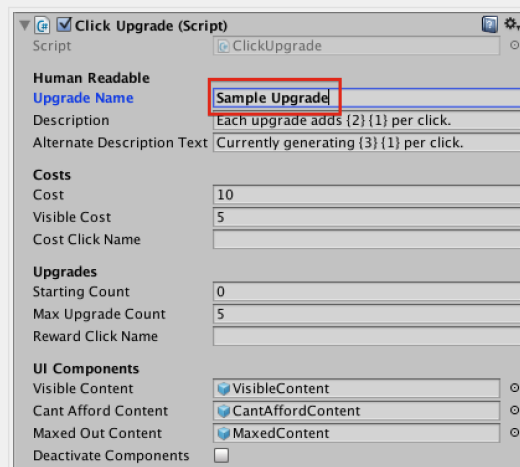 Click Upgrade (Script)
Script ClickUpgrade
Human Readable
Upgrade Name Sample Upgrade
Description Each upgrade adds {2} {1} per click.
Alternate Description Text Currently generating {3} {1} per click.
Costs
Cost 10
Visible Cost 5
Cost Click Name
Upgrades
Starting Count 0
Max Upgrade Count 5
Reward Click Name
UI Components
Visible Content VisibleContent
Cant Afford Content CantAffordContent
Maxed Out Content MaxedContent
Deactivate Components